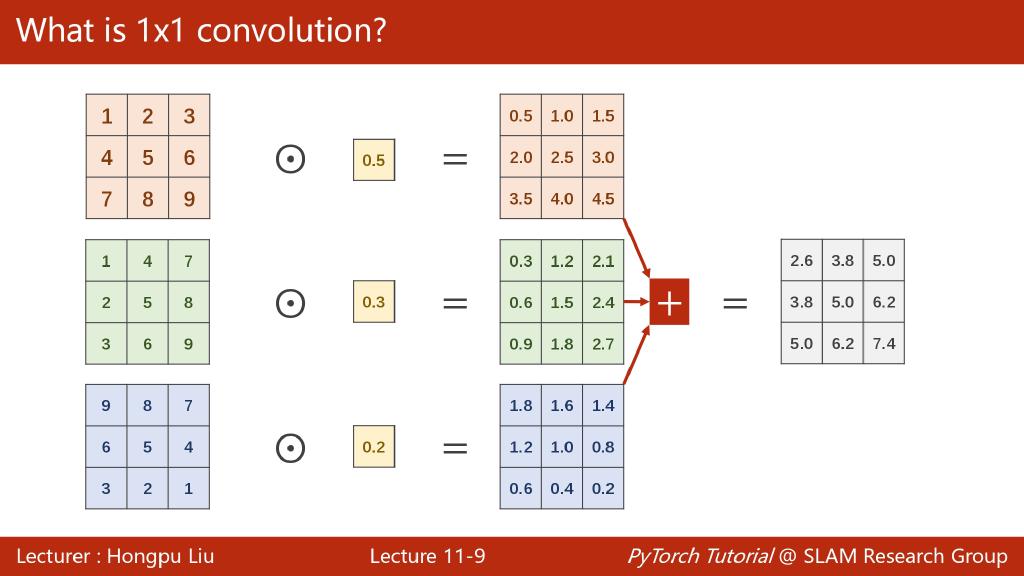 What is 1x1 convolution?
1 2 3
4 5 6
7 8 9
⊙
0.5
=
0.5 1.0 1.5
2.0 2.5 3.0
3.5 4.0 4.5
1 4 7
2 5 8
3 6 9
⊙
0.3
=
0.3 1.2 2.1
0.6 1.5 2.4
0.9 1.8 2.7
9 8 7
6 5 4
3 2 1
⊙
0.2
=
1.8 1.6 1.4
1.2 1.0 0.8
0.6 0.4 0.2
+
=
2.6 3.8 5.0
3.8 5.0 6.2
5.0 6.2 7.4
Lecturer : Hongpu Liu
Lecture 11-9
PyTorch Tutorial @ SLAM Research Group